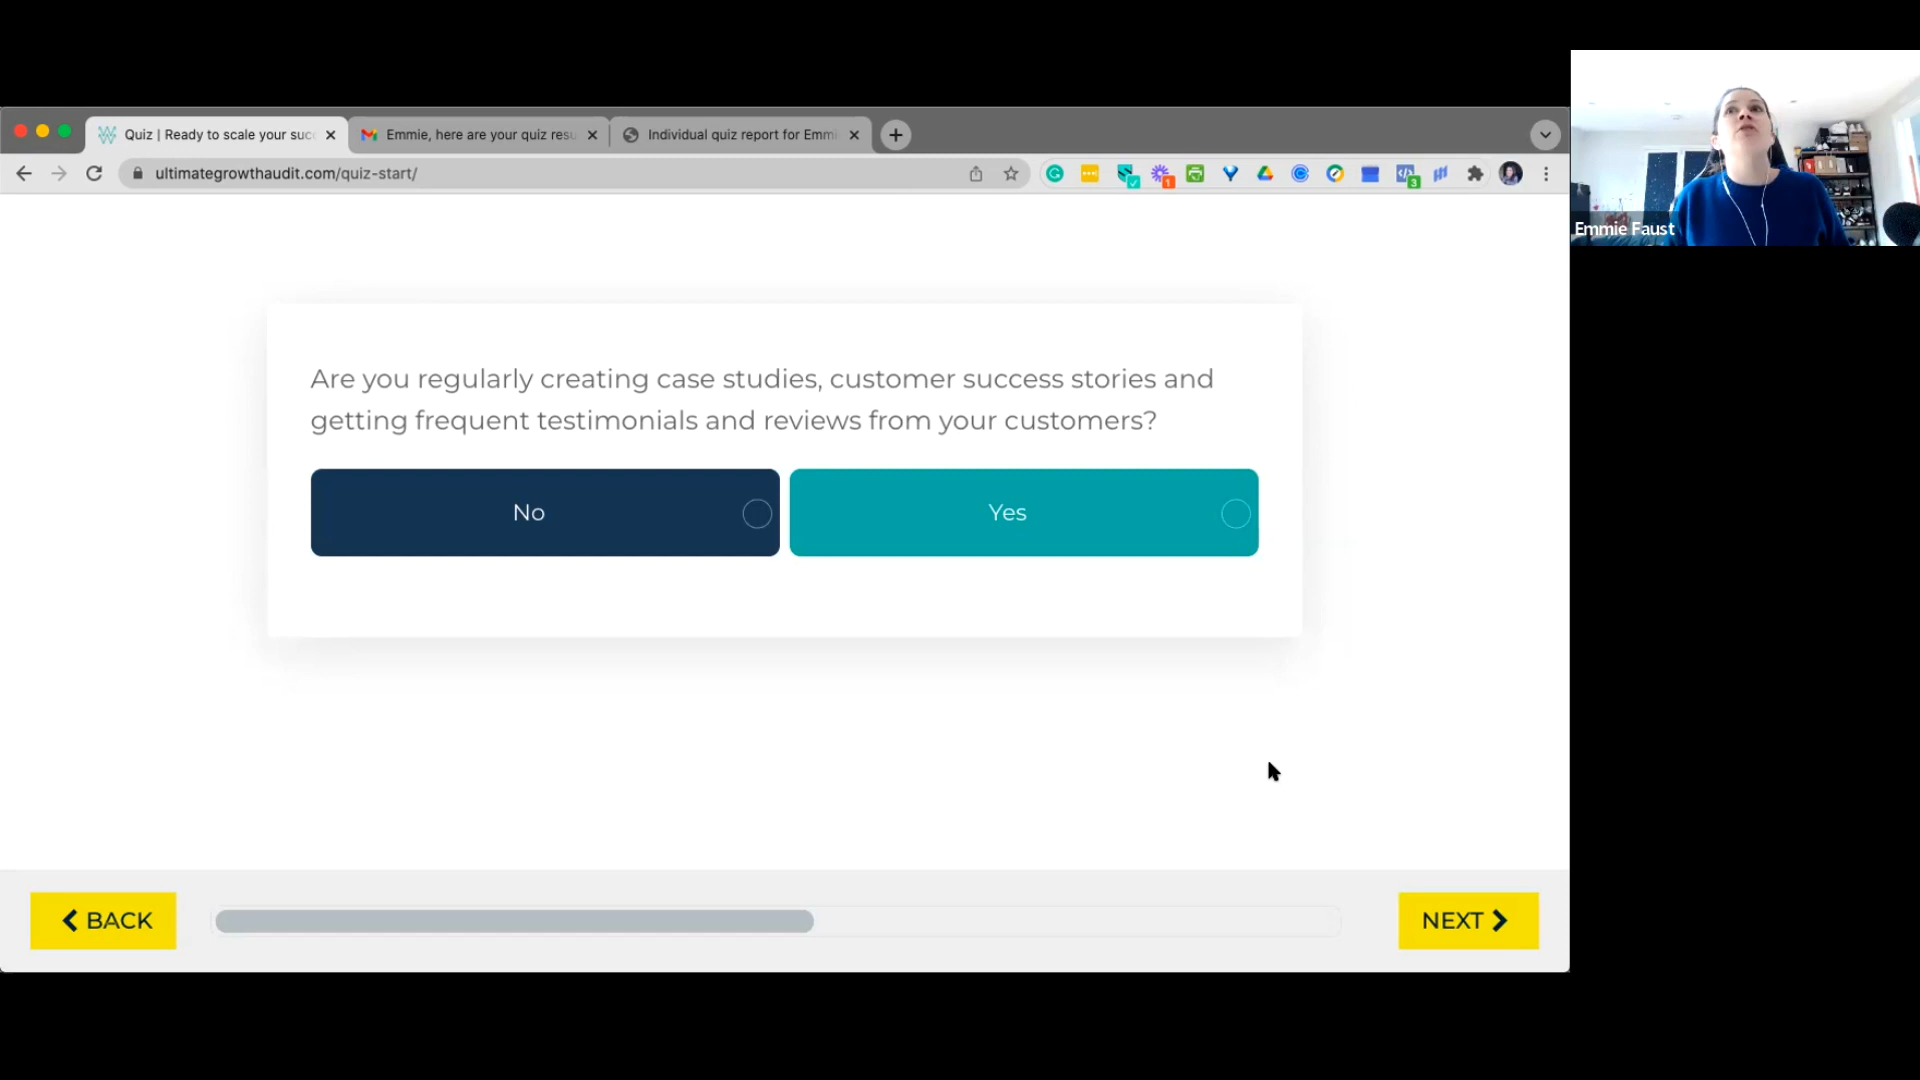 Quiz | Ready to scale your suc
Emmie, here are your quiz resu
Individual quiz report for Emmi
ultimategrowthaudit.com/quiz-start/
1
3
Emmie Faust
Are you regularly creating case studies, customer success stories and
getting frequent testimonials and reviews from your customers?
No
Yes
BACK
NEXT